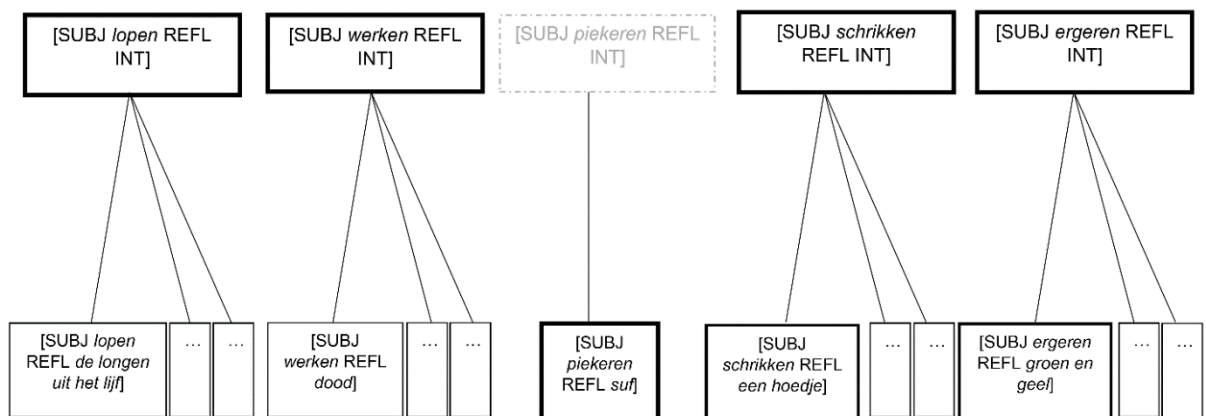 [SUBJ lopen REFL
INT]
[SUBJ werken REFL
INT]
[SUBJ piekeren REFL
INT]
[SUBJ schrikken
REFL INT]
[SUBJ ergeren REFL
INT]
[SUBJ lopen
REFL de longen
uit het lijf]
…
…
[SUBJ
werken REFL
dood]
…
…
[SUBJ
piekeren
REFL suf]
[SUBJ
schrikken REFL
een hoedje]
…
…
[SUBJ ergeren
REFL groen en
geel]
…
…